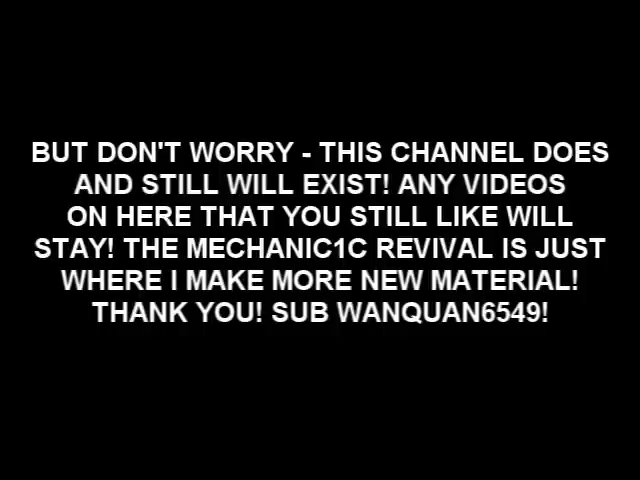 BUT DON'T WORRY - THIS CHANNEL DOES
AND STILL WILL EXIST! ANY VIDEOS
ON HERE THAT YOU STILL LIKE WILL
STAY! THE MECHANIC1C REVIVAL IS JUST
WHERE I MAKE MORE NEW MATERIAL!
THANK YOU! SUB WANQUAN6549!